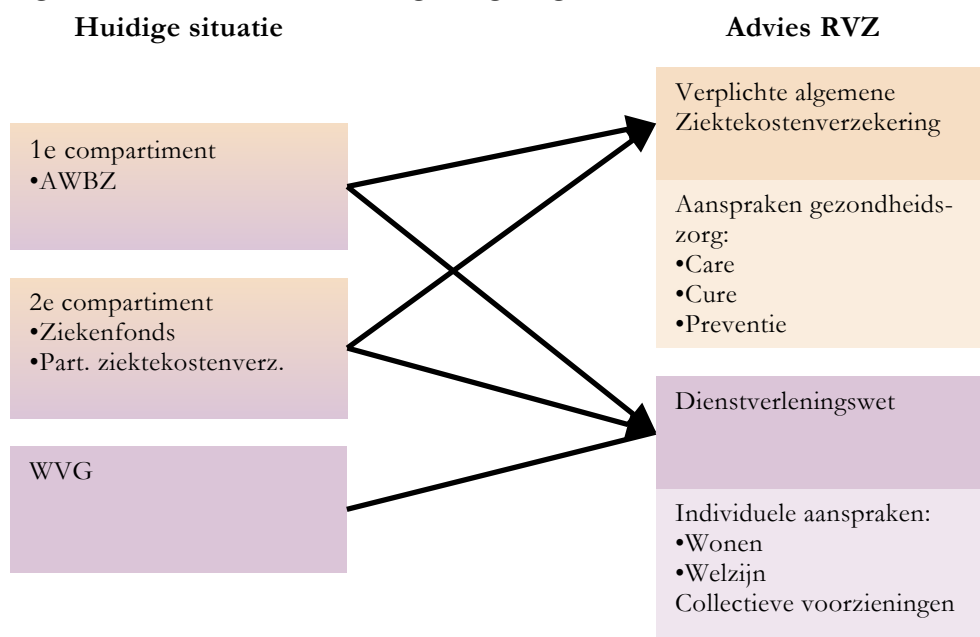 Huidige situatie
Advies RVZ
1e compartiment
•AWBZ
2e compartiment
•Ziekenfonds
•Part. ziektekostenverz.
WVG
Verplichte algemene
Ziektekostenverzekering
Aanspraken gezondheids-
zorg:
•Care
•Cure
•Preventie
Dienstverleningswet
Individuele aanspraken:
•Wonen
•Welzijn
Collectieve voorzieningen